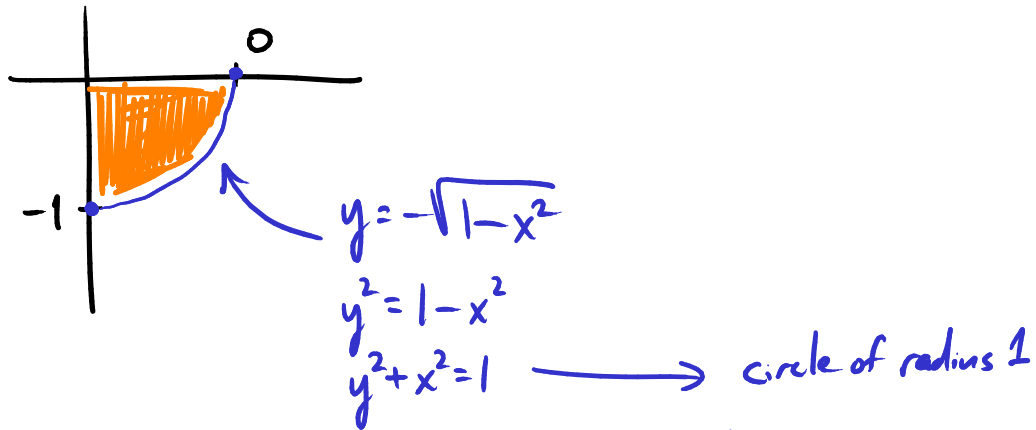 0
-1
y = -√(1-x²)
y² = 1-x²
y² + x² = 1
circle of radius 1